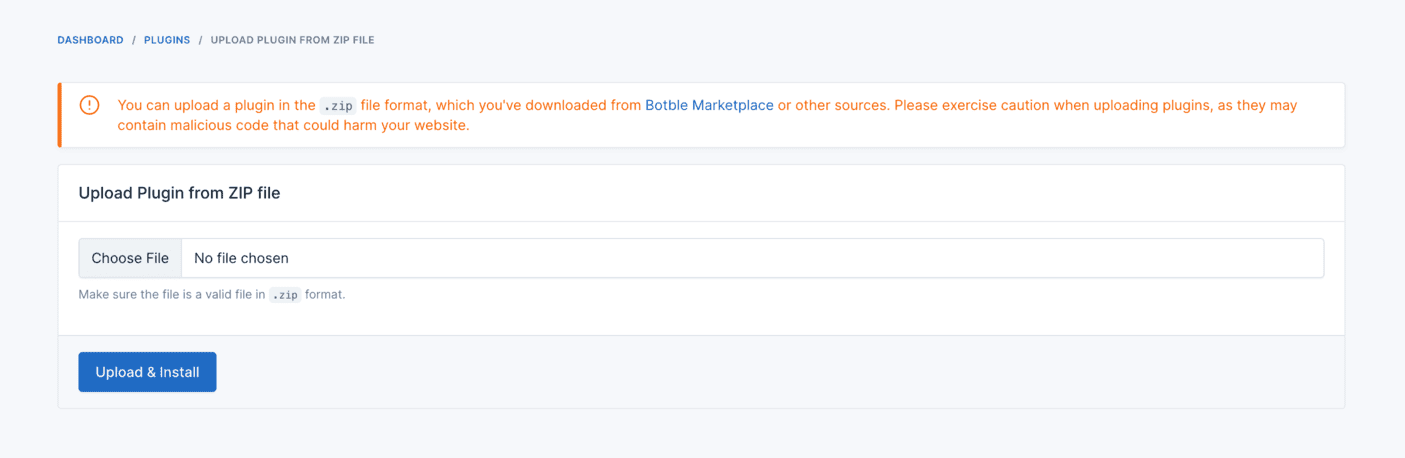 DASHBOARD / PLUGINS / UPLOAD PLUGIN FROM ZIP FILE
You can upload a plugin in the .zip file format, which you've downloaded from Botble Marketplace or other sources. Please exercise caution when uploading plugins, as they may
contain malicious code that could harm your website.
Upload Plugin from ZIP file
Choose File No file chosen
Make sure the file is a valid file in .zip format.
Upload & Install